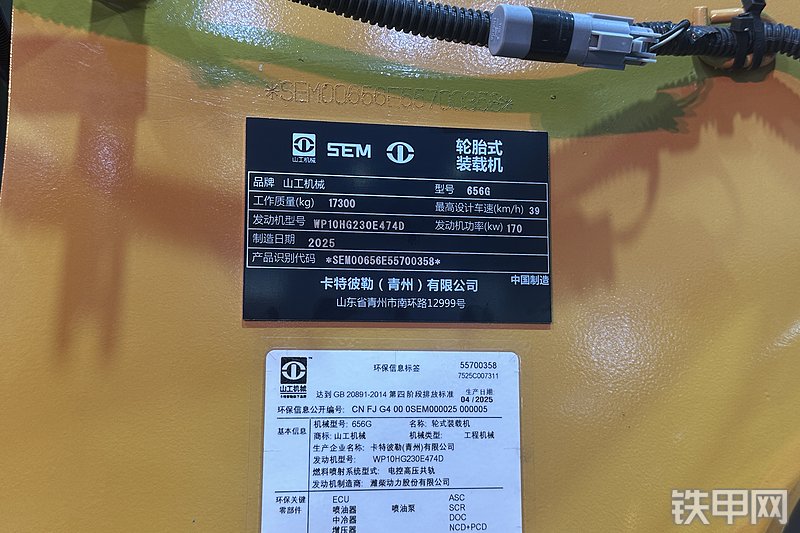 *SEM00656E55700358*
山工机械 SEM 轮胎式
装载机
品牌 山工机械 型号 656G
工作质量(kg) 17300 最高设计车速(km/h) 39
发动机型号 WP10HG230E474D 发动机功率(kw) 170
制造日期 2025
产品识别代码 *SEM00656E55700358*
中国制造
卡特彼勒（青州）有限公司
山东省青州市南环路12999号
山工机械 TM 环保信息标签 55700358
7525C007311
达到 GB 20891-2014 第四阶段排放标准 生产日期
04 / 2025
环保信息公开编号: CN FJ G4 00 0SEM000025 000005
基本信息
机械型号: 656G 名称: 轮式装载机
商标: 山工机械 机械类型: 工程机械
生产企业名称: 卡特彼勒(青州)有限公司
发动机型号: WP10HG230E474D
燃料喷射系统型式: 电控高压共轨
发动机制造商: 潍柴动力股份有限公司
环保关键 ECU ASC
零部件 喷油器 喷油泵 SCR
中冷器 DOC
增压器 NCD+PCD
铁甲网